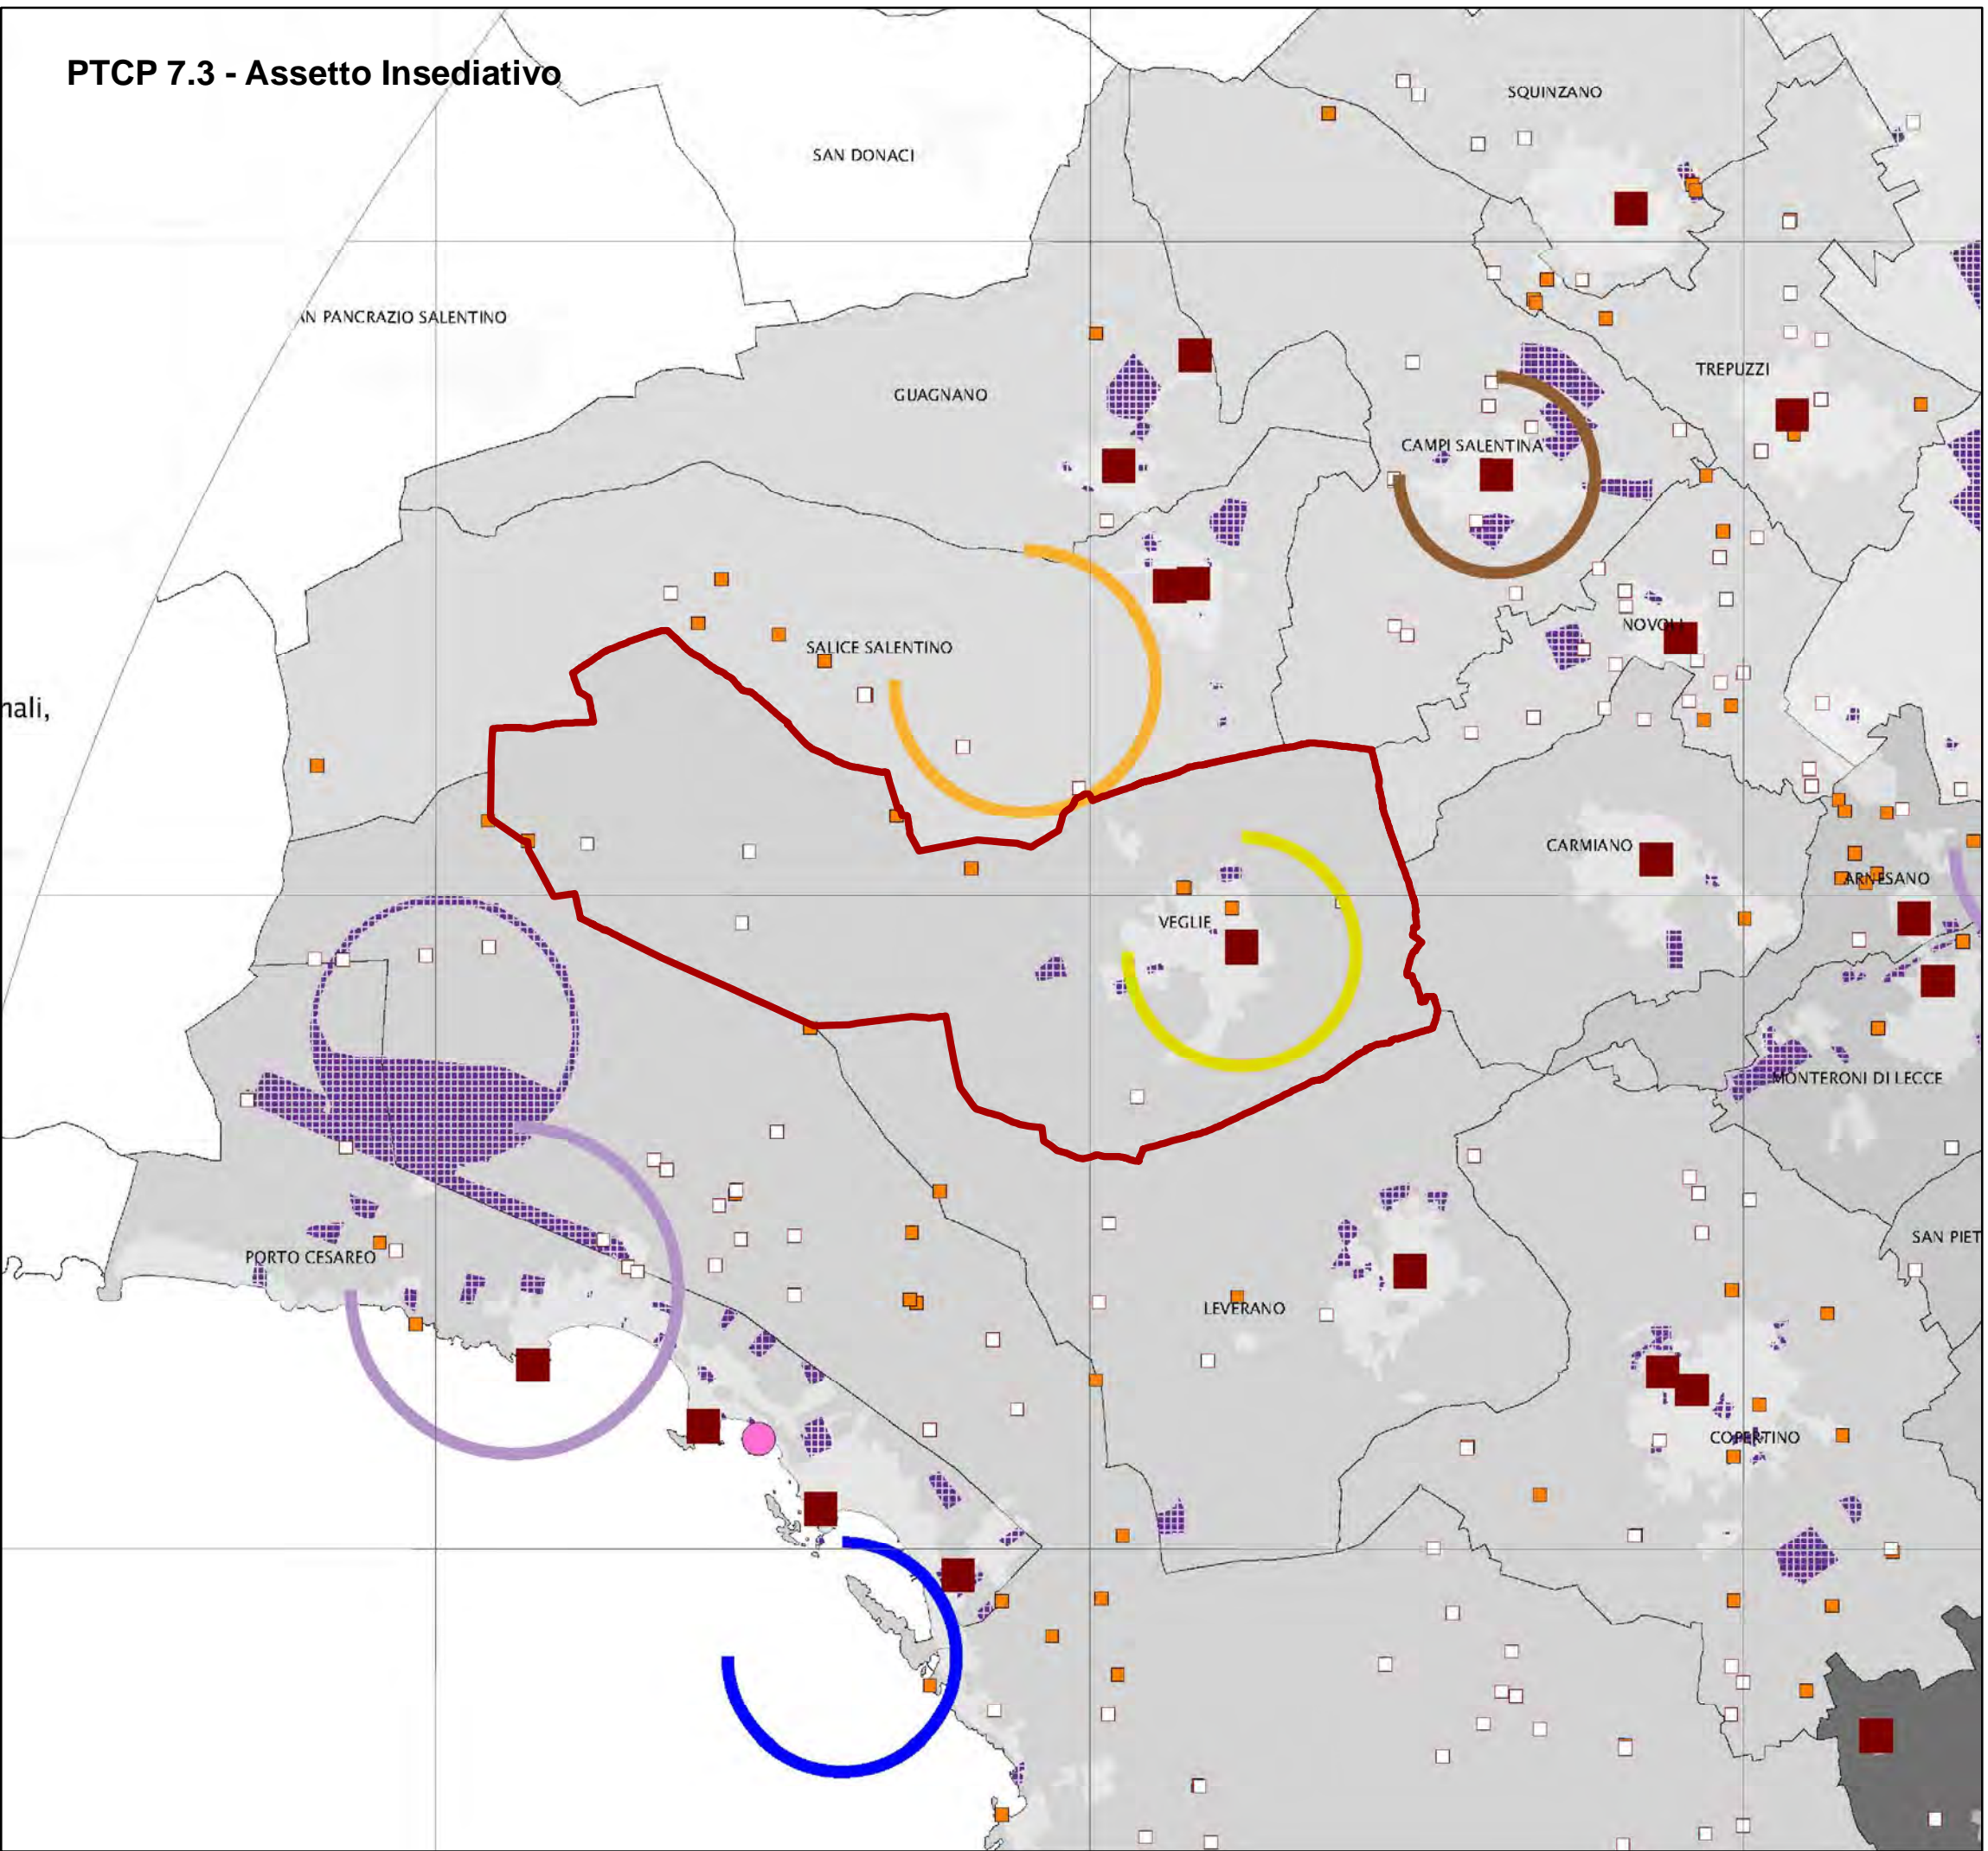 PTCP 7.3 - Assetto Insediativo
SQUINZANO
SAN DONACI
AN PANCRAZIO SALENTINO
TREPUZZI
GUAGNANO
CAMPI SALENTINA
NOVOLI
SALICE SALENTINO
nali,
CARMIANO
ARNESANO
VEGLIE
MONTERONI DI LECCE
SAN PIET
PORTO CESAREO
LEVERANO
COPERTINO